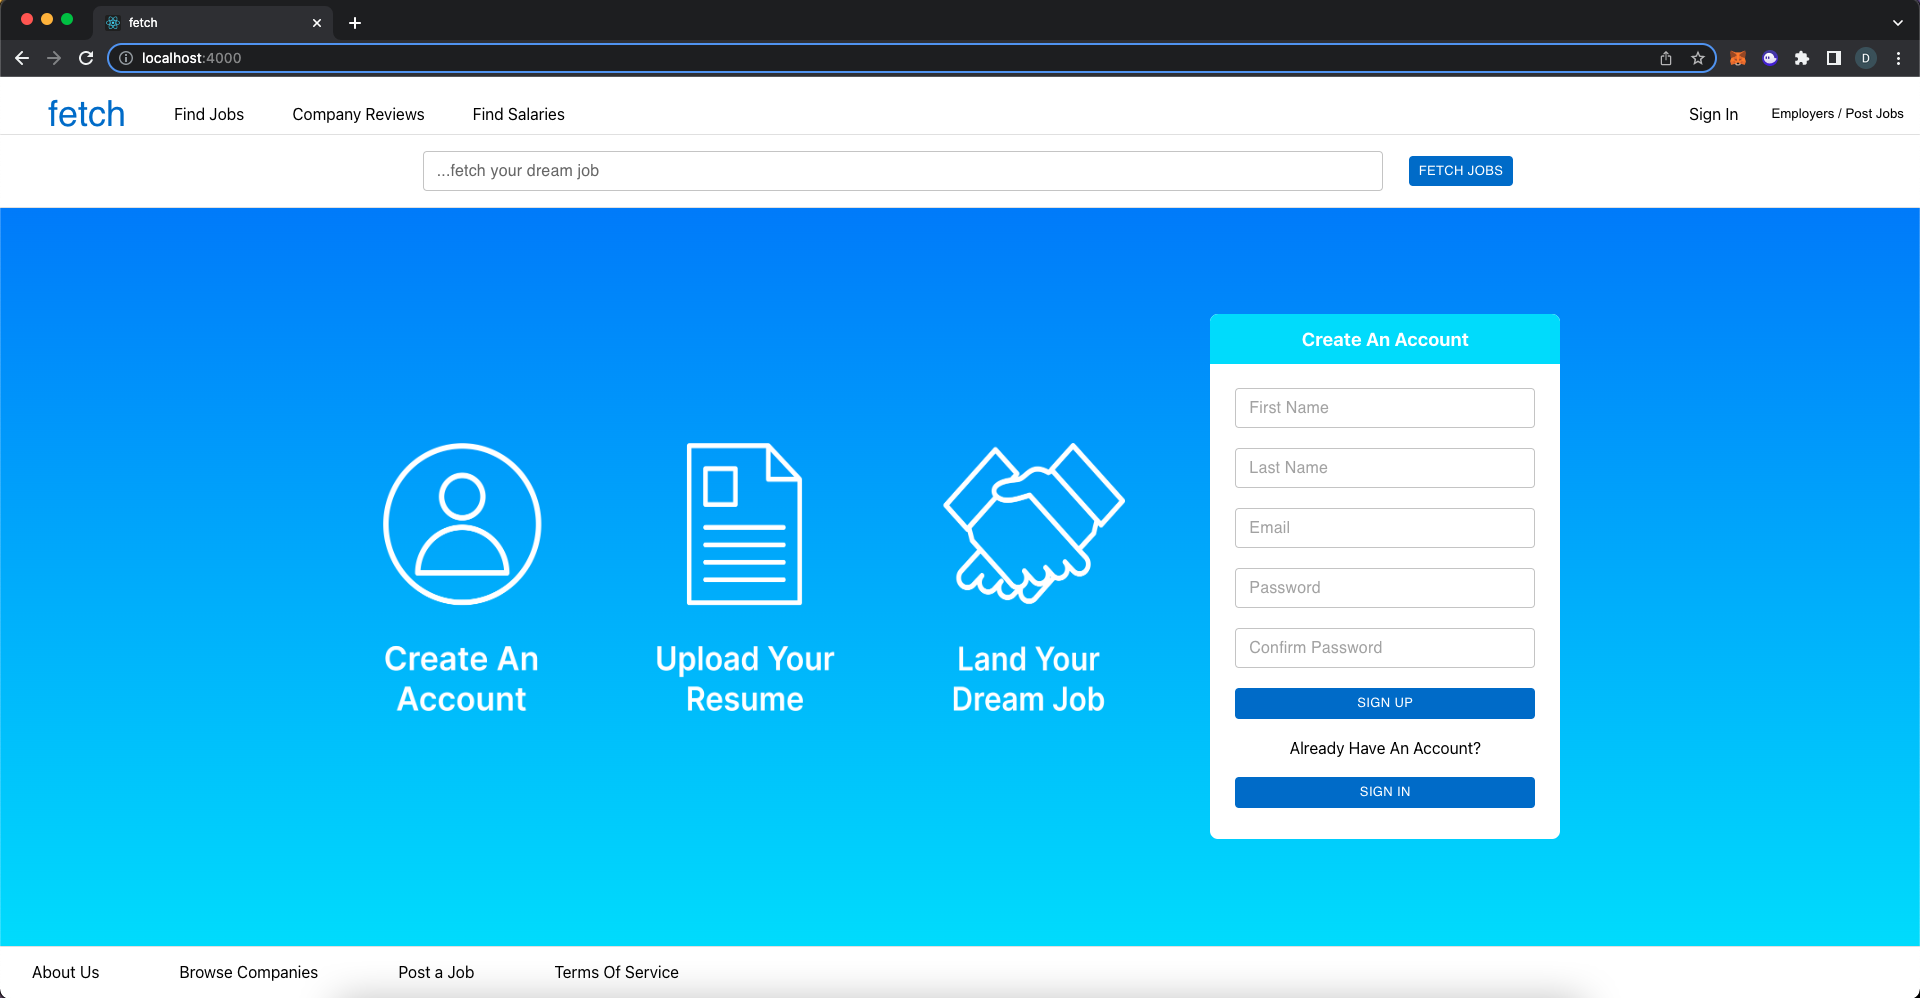 fetch
localhost:4000
D
fetch
Find Jobs
Company Reviews
Find Salaries
Sign In
Employers / Post Jobs
...fetch your dream job
FETCH JOBS
Create An
Account
Upload Your
Resume
Land Your
Dream Job
Create An Account
First Name
Last Name
Email
Password
Confirm Password
SIGN UP
Already Have An Account?
SIGN IN
About Us
Browse Companies
Post a Job
Terms Of Service